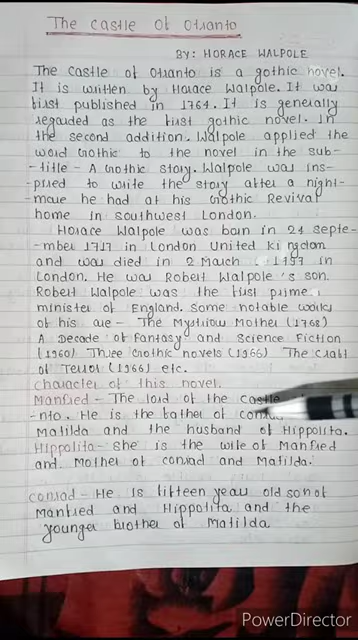 The Castle Of Otranto
BY: HORACE WALPOLE
The Castle of Otranto is a gothic novel.
It is written by Horace Walpole. It was
first published in 1764. It is generally
regarded as the first gothic novel. In
the second addition. Walpole applied the
word Gothic to the novel in the sub-
-title - A Gothic story. Walpole was ins-
-pired to write the story after a night-
-mare he had at his Gothic Revival
home in southwest London.
Horace Walpole was born in 24 septe-
-mber 1717 in London United kingdom
and was died in 2 March 1797 in
London. He was Robert Walpole's son.
Robert Walpole was the first prime
minister of England. Some notable works
of his are - The Mystrious Mother (1768)
A Decade of Fantasy and Science Fiction
(1960) Three Gothic novels (1966) The Craft
of Terror (1966) etc.
character of this novel.
Manfred - The lord of the castle
-nto. He is the father of
Matilda and the husband of Hippolita.
Hippolita - she is the wife of Manfred
and Mother of conrad and Matilda.
conrad - He is fifteen year old son of
Manfred and Hippolita and the
younger brother of Matilda
PowerDirector